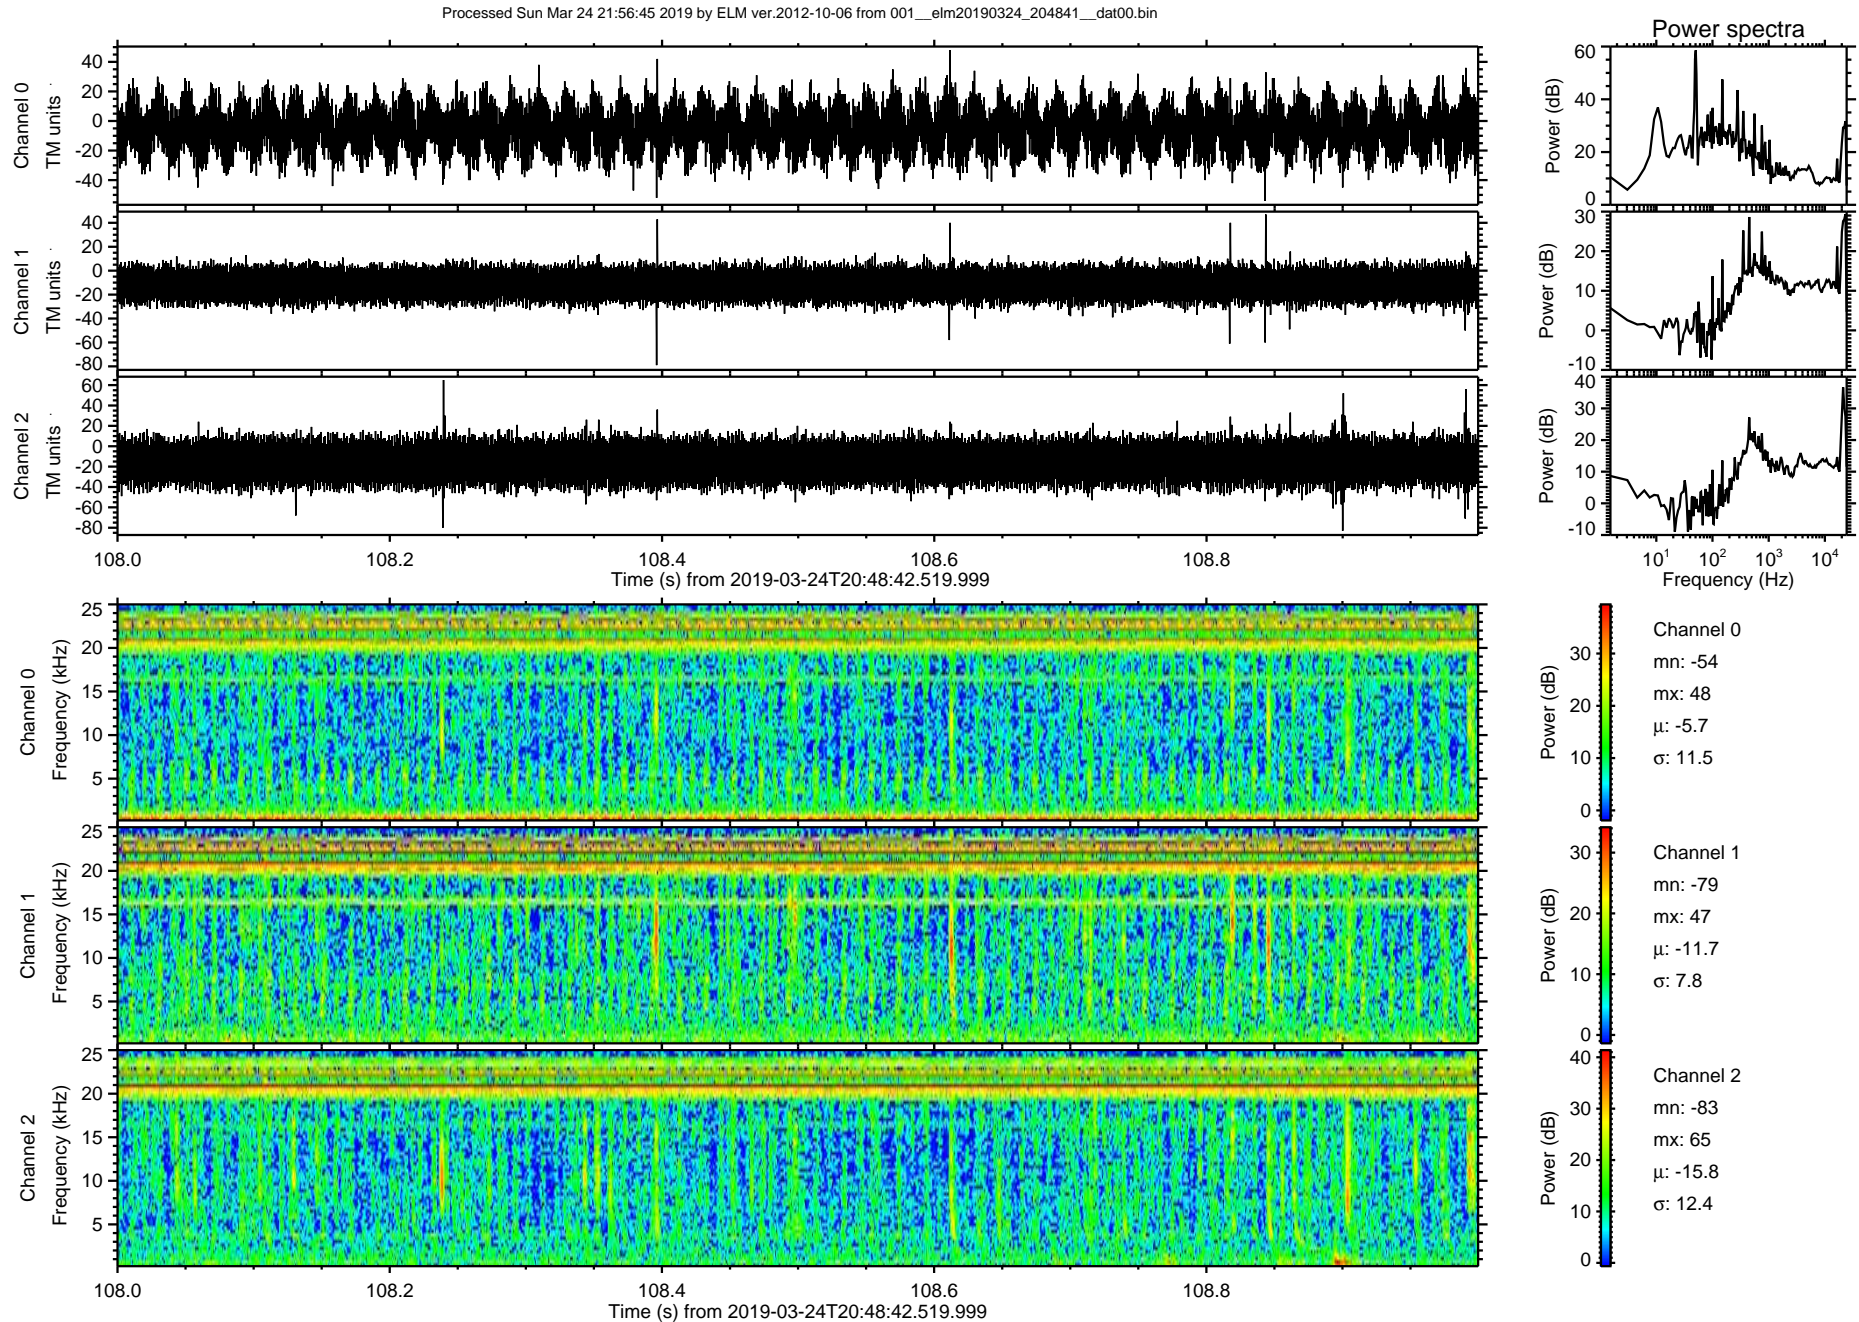 Processed Sun Mar 24 21:56:45 2019 by ELM ver.2012-10-06 from 001__elm20190324_204841__dat00.bin
Power spectra
Channel 0
TM units
40
20
0
-20
-40
Power (dB)
60
40
20
0
Channel 1
TM units
40
20
0
-20
-40
-60
-80
Power (dB)
30
20
10
0
-10
Channel 2
TM units
60
40
20
0
-20
-40
-60
-80
Power (dB)
40
30
20
10
0
-10
108.0 108.2 108.4 108.6 108.8
Time (s) from 2019-03-24T20:48:42.519.999
10¹ 10² 10³ 10⁴
Frequency (Hz)
Channel 0
Frequency (kHz)
25
20
15
10
5
Power (dB)
30
20
10
0
Channel 0
mn: -54
mx: 48
μ: -5.7
σ: 11.5
Channel 1
Frequency (kHz)
25
20
15
10
5
Power (dB)
30
20
10
0
Channel 1
mn: -79
mx: 47
μ: -11.7
σ: 7.8
Channel 2
Frequency (kHz)
25
20
15
10
5
Power (dB)
40
30
20
10
0
Channel 2
mn: -83
mx: 65
μ: -15.8
σ: 12.4
108.0 108.2 108.4 108.6 108.8
Time (s) from 2019-03-24T20:48:42.519.999